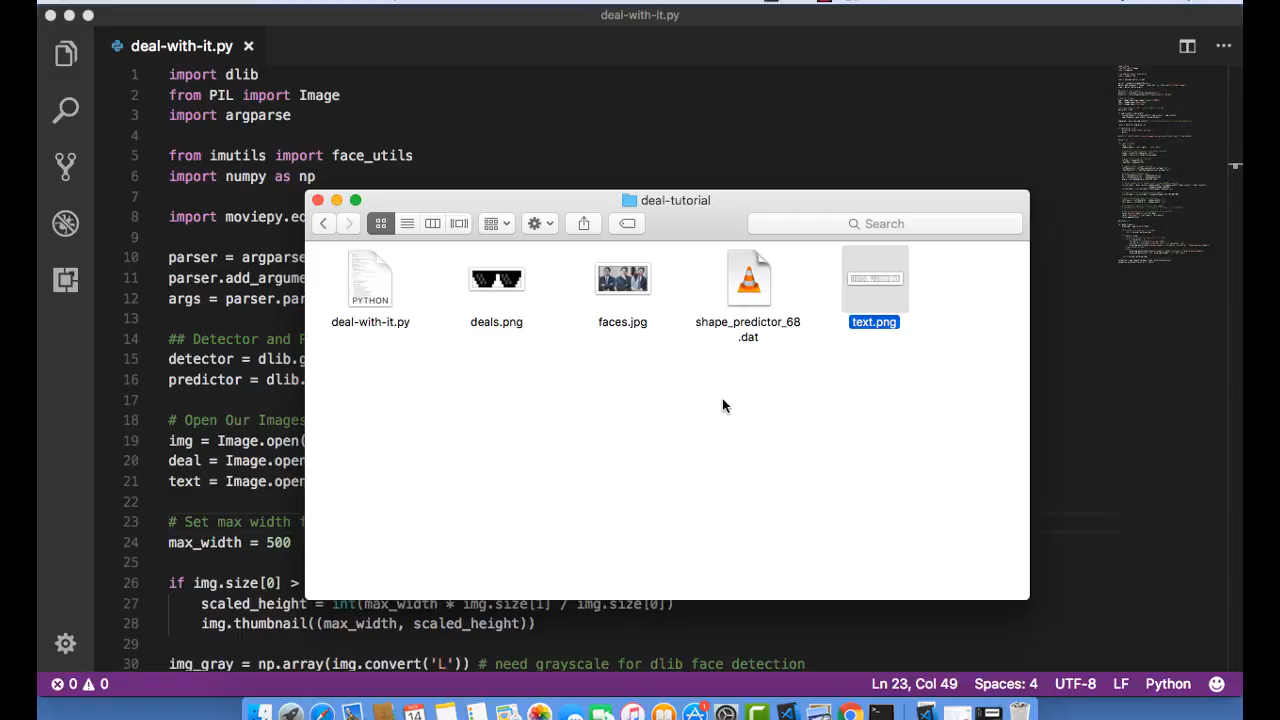 deal-with-it.py
deal-with-it.py
1 import dlib
2 from PIL import Image
3 import argparse
4
5 from imutils import face_utils
6 import numpy as np
7
8 import moviepy.ed
9
10 parser = argparse
11 parser.add_argume
12 args = parser.par
13
14 ## Detector and P
15 detector = dlib.g
16 predictor = dlib.
17
18 # Open Our Images
19 img = Image.open(
20 deal = Image.open
21 text = Image.open
22
23 # Set max width f
24 max_width = 500
25
26 if img.size[0] >
27 scaled_height = int(max_width * img.size[1] / img.size[0])
28 img.thumbnail((max_width, scaled_height))
29
30 img_gray = np.array(img.convert('L')) # need grayscale for dlib face detection
deal-tutorial
Search
PYTHON
deal-with-it.py
deals.png
faces.jpg
shape_predictor_68
.dat
text.png
0 0 Ln 23, Col 49 Spaces: 4 UTF-8 LF Python